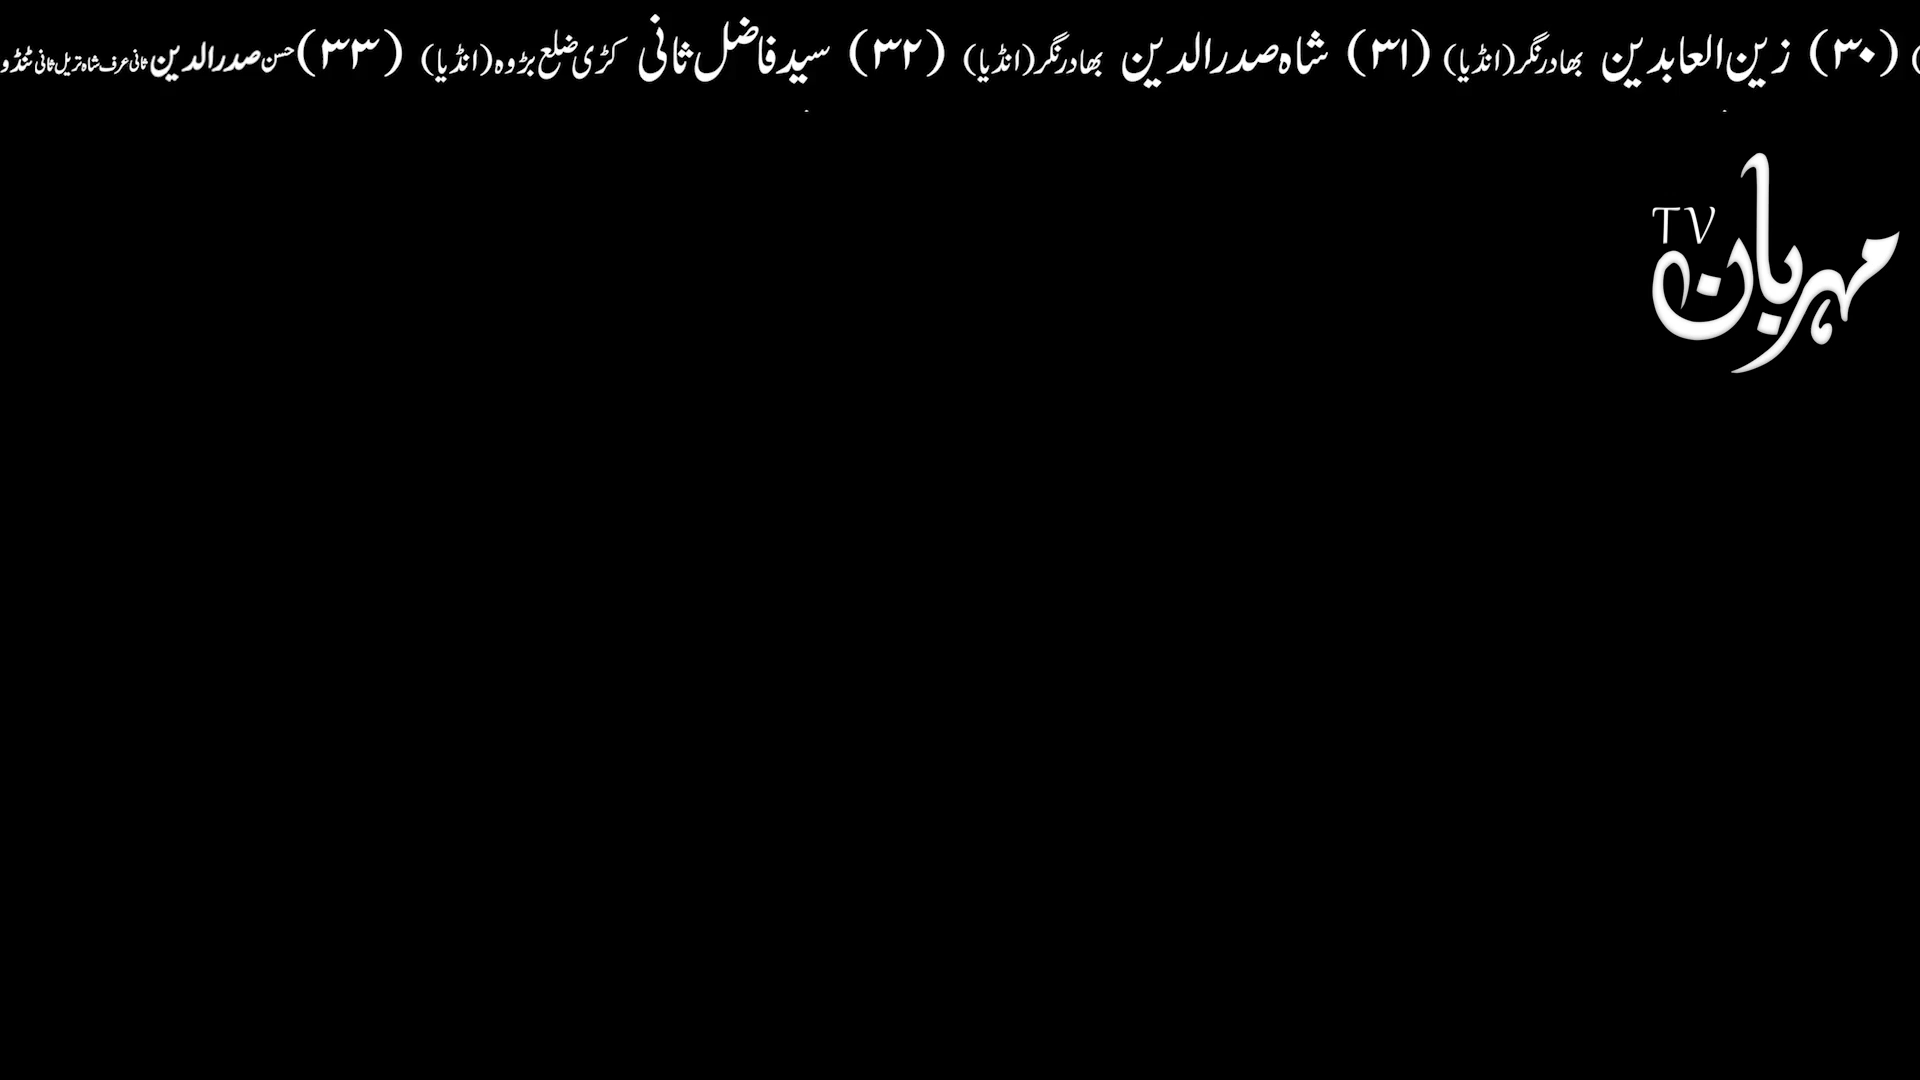 (۳۰) زین العابدین بھادرنگر (انڈیا) (۳۱) شاہ صدرالدین بھادرنگر (انڈیا) (۳۲) سید فاضل ثانی کڑی ضلع بڑوہ (انڈیا) (۳۳) حسن صدرالدین ثانی عرف شاہ تریل ثانی ٹنڈو
TV
مہربان